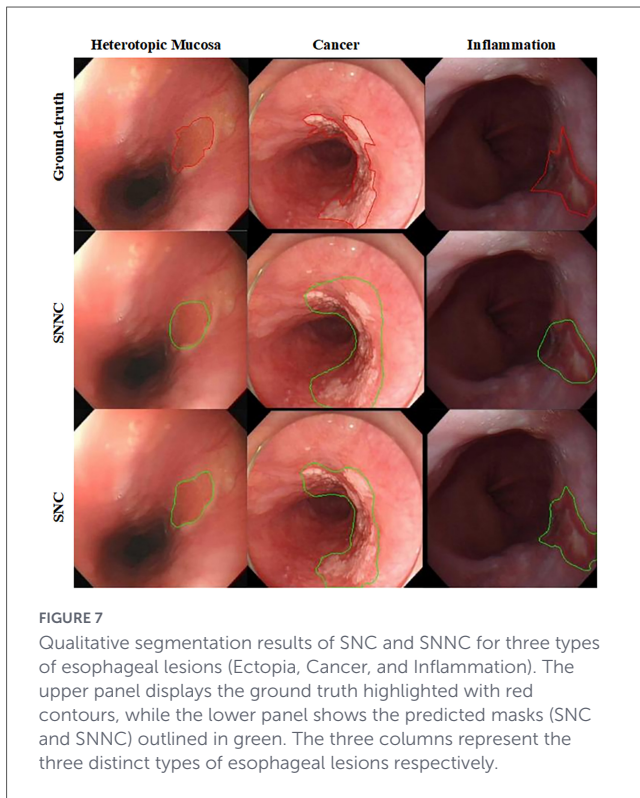 Heterotopic Mucosa Cancer Inflammation
Ground-truth
SNNC
SNC
FIGURE 7
Qualitative segmentation results of SNC and SNNC for three types
of esophageal lesions (Ectopia, Cancer, and Inflammation). The
upper panel displays the ground truth highlighted with red
contours, while the lower panel shows the predicted masks (SNC
and SNNC) outlined in green. The three columns represent the
three distinct types of esophageal lesions respectively.